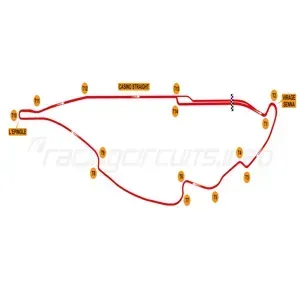 CASINO STRAIGHT
T12
T13
T14
T11
T10
L'EPINGLE
T2
VIRAGE
SENNA
T1
T9
T8
T6
T7
T5
T4
T3
racingcircuits.info